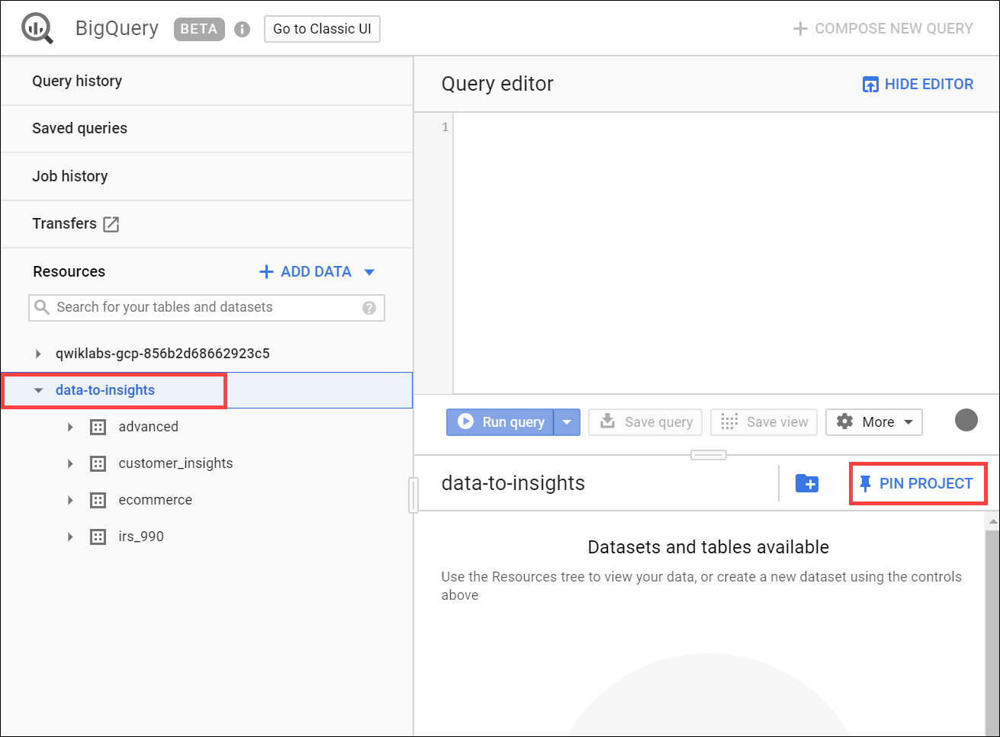 BigQuery BETA Go to Classic UI COMPOSE NEW QUERY
Query history
Saved queries
Job history
Transfers
Resources ADD DATA
Search for your tables and datasets
qwiklabs-gcp-856b2d68662923c5
data-to-insights
advanced
customer_insights
ecommerce
irs_990
Query editor HIDE EDITOR
1
Run query Save query Save view More
data-to-insights PIN PROJECT
Datasets and tables available
Use the Resources tree to view your data, or create a new dataset using the controls
above